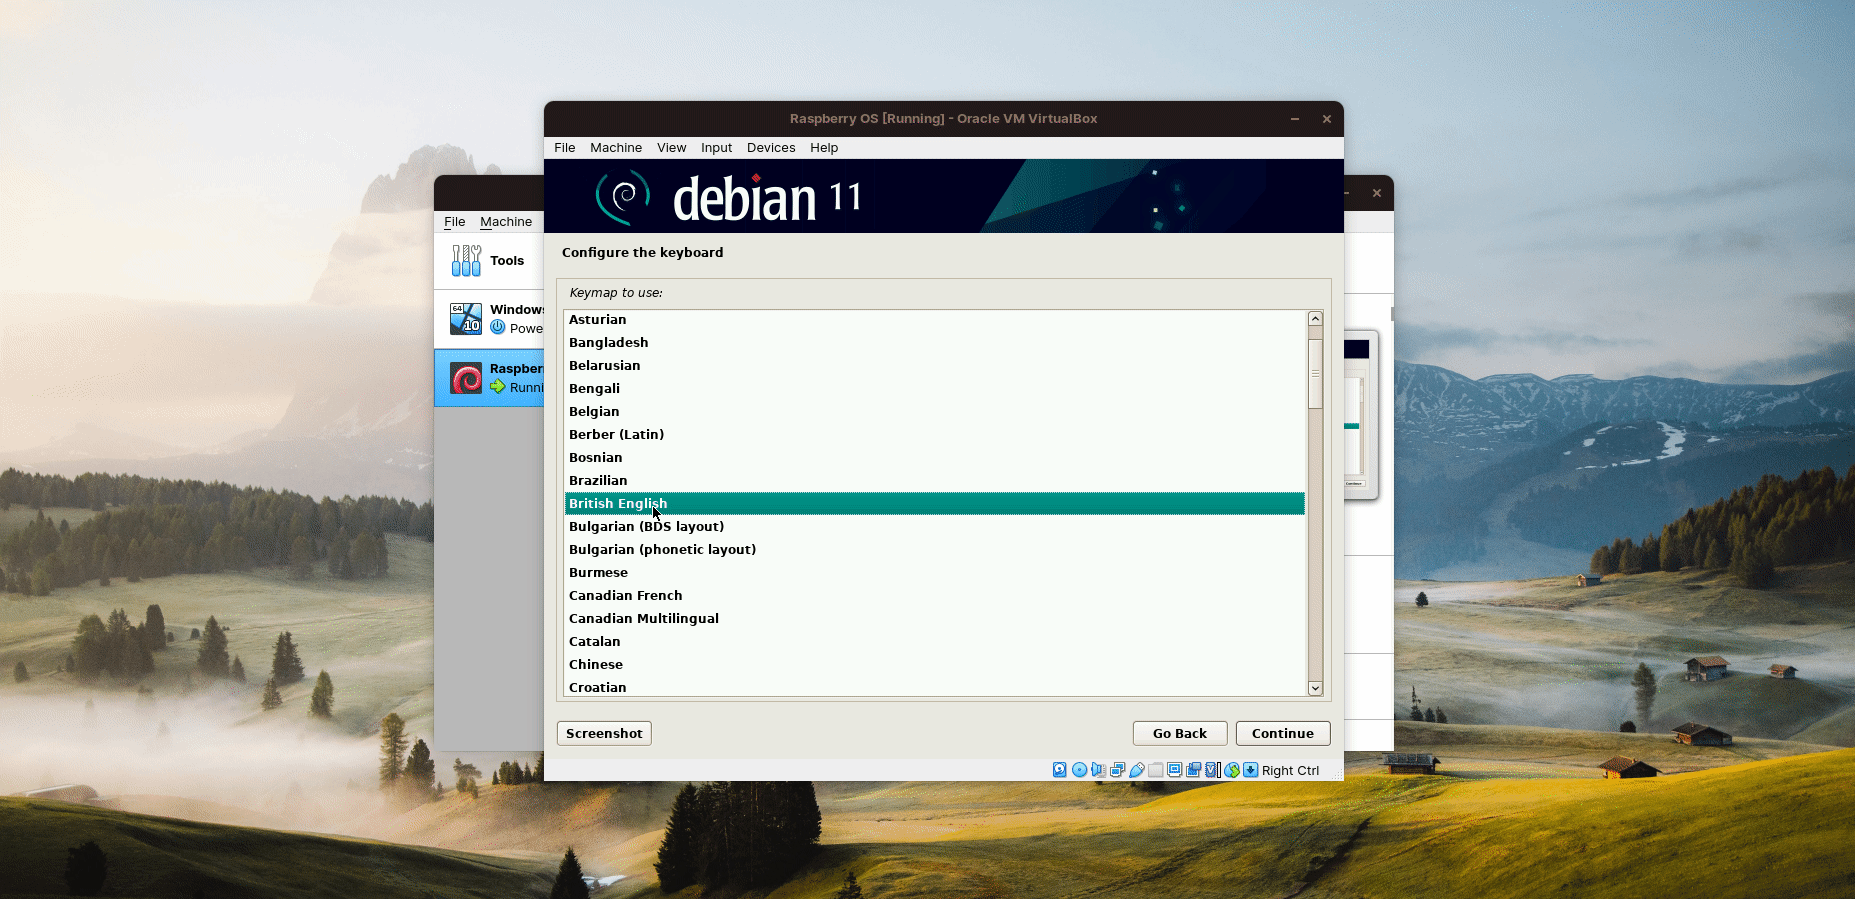 Raspberry OS [Running] - Oracle VM VirtualBox
File Machine View Input Devices Help
debian 11
File Machine
Tools
Windows
64
10
Powe
Raspber
Runni
Configure the keyboard
Keymap to use:
Asturian
Bangladesh
Belarusian
Bengali
Belgian
Berber (Latin)
Bosnian
Brazilian
British English
Bulgarian (BDS layout)
Bulgarian (phonetic layout)
Burmese
Canadian French
Canadian Multilingual
Catalan
Chinese
Croatian
Screenshot Go Back Continue
Right Ctrl